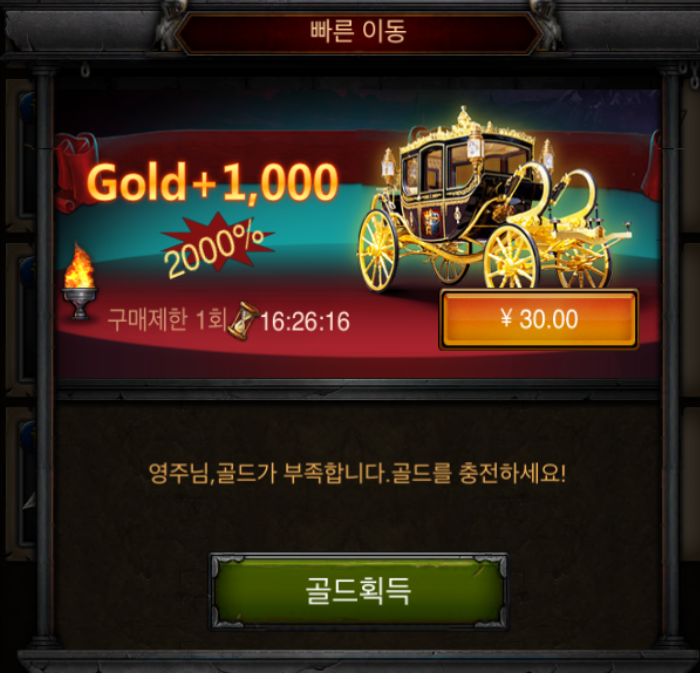 빠른 이동
Gold+1,000
2000%
구매제한 1회 16:26:16
¥ 30.00
영주님,골드가 부족합니다.골드를 충전하세요!
골드획득